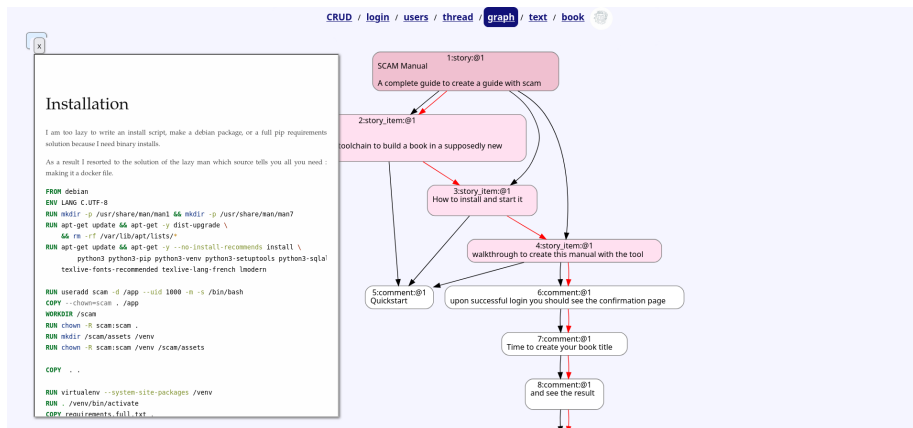 CRUD / login / users / thread / graph / text / book
x
Installation
I am too lazy to write an install script, make a debian package, or a full pip requirements
solution because I need binary installs.
As a result I resorted to the solution of the lazy man which source tells you all you need :
making it a docker file.
FROM debian
ENV LANG C.UTF-8
RUN mkdir -p /usr/share/man/man1 && mkdir -p /usr/share/man/man7
RUN apt-get update && apt-get -y dist-upgrade \
&& rm -rf /var/lib/apt/lists/*
RUN apt-get update && apt-get -y --no-install-recommends install \
python3 python3-pip python3-venv python3-setuptools python3-sqlal
texlive-fonts-recommended texlive-lang-french lmodern
RUN useradd scam -d /app --uid 1000 -m -s /bin/bash
COPY --chown=scam . /app
WORKDIR /scam
RUN chown -R scam:scam .
RUN mkdir /scam/assets /venv
RUN chown -R scam:scam /venv /scam/assets
COPY . .
RUN virtualenv --system-site-packages /venv
RUN . /venv/bin/activate
COPY requirements.full.txt .
1:story:@1
SCAM Manual
A complete guide to create a guide with scam
2:story_item:@1
toolchain to build a book in a supposedly new
3:story_item:@1
How to install and start it
4:story_item:@1
walkthrough to create this manual with the tool
5:comment:@1
Quickstart
6:comment:@1
upon successful login you should see the confirmation page
7:comment:@1
Time to create your book title
8:comment:@1
and see the result